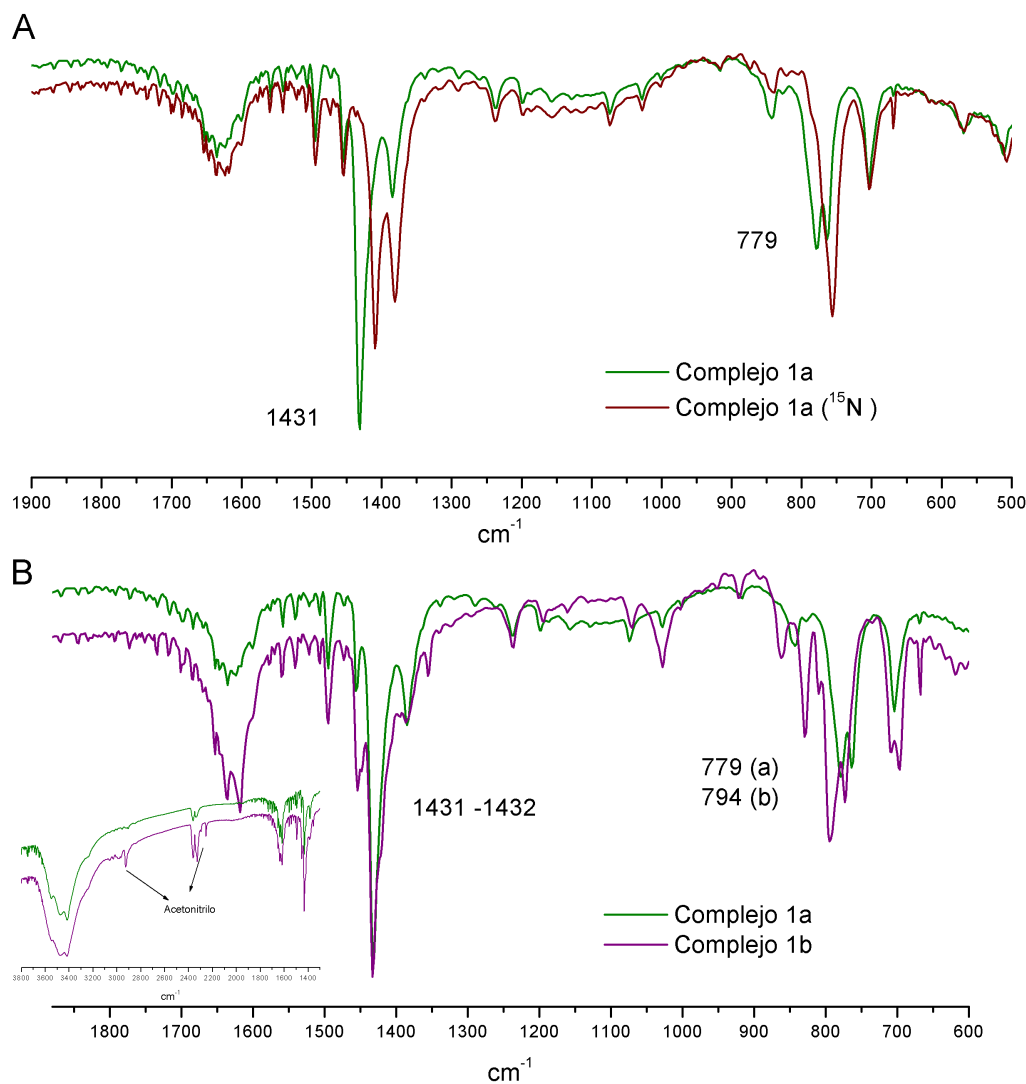 A
779
1431
Complejo 1a
Complejo 1a (15N )
1900 1800 1700 1600 1500 1400 1300 1200 1100 1000 900 800 700 600 500
cm-1
B
1431 -1432
779 (a)
794 (b)
Acetonitrilo
3800 3600 3400 3200 3000 2800 2600 2400 2200 2000 1800 1600 1400
cm-1
Complejo 1a
Complejo 1b
1800 1700 1600 1500 1400 1300 1200 1100 1000 900 800 700 600
cm-1